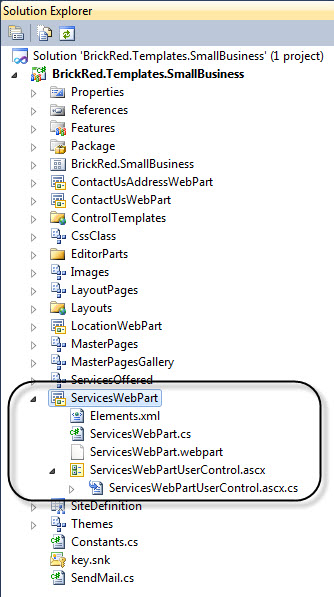 Solution Explorer
Solution 'BrickRed.Templates.SmallBusiness' (1 project)
BrickRed.Templates.SmallBusiness
Properties
References
Features
Package
BrickRed.SmallBusiness
ContactUsAddressWebPart
ContactUsWebPart
ControlTemplates
CssClass
EditorParts
Images
LayoutPages
Layouts
LocationWebPart
MasterPages
MasterPagesGallery
ServicesOffered
ServicesWebPart
Elements.xml
ServicesWebPart.cs
ServicesWebPart.webpart
ServicesWebPartUserControl.ascx
ServicesWebPartUserControl.ascx.cs
SiteDefinition
Themes
Constants.cs
key.snk
SendMail.cs